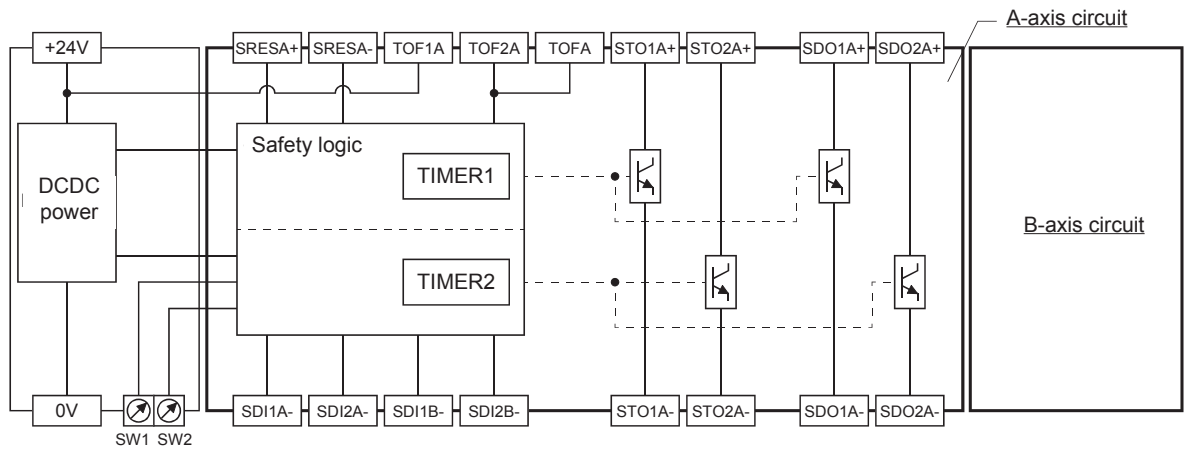 A-axis circuit
+24V
SRESA+
SRESA-
TOF1A
TOF2A
TOFA
STO1A+
STO2A+
SDO1A+
SDO2A+
Safety logic
TIMER1
DCDC
power
B-axis circuit
TIMER2
0V
SDI1A-
SDI2A-
SDI1B-
SDI2B-
STO1A-
STO2A-
SDO1A-
SDO2A-
SW1
SW2